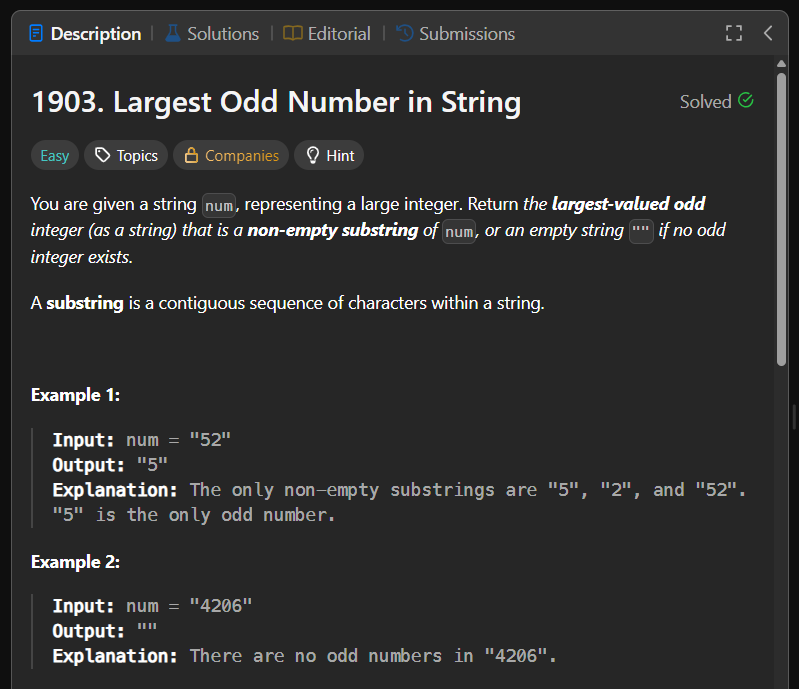 Description | Solutions | Editorial | Submissions
1903. Largest Odd Number in String
Solved
Easy Topics Companies Hint
You are given a string num, representing a large integer. Return the largest-valued odd
integer (as a string) that is a non-empty substring of num, or an empty string "" if no odd
integer exists.
A substring is a contiguous sequence of characters within a string.
Example 1:
Input: num = "52"
Output: "5"
Explanation: The only non-empty substrings are "5", "2", and "52".
"5" is the only odd number.
Example 2:
Input: num = "4206"
Output: ""
Explanation: There are no odd numbers in "4206".